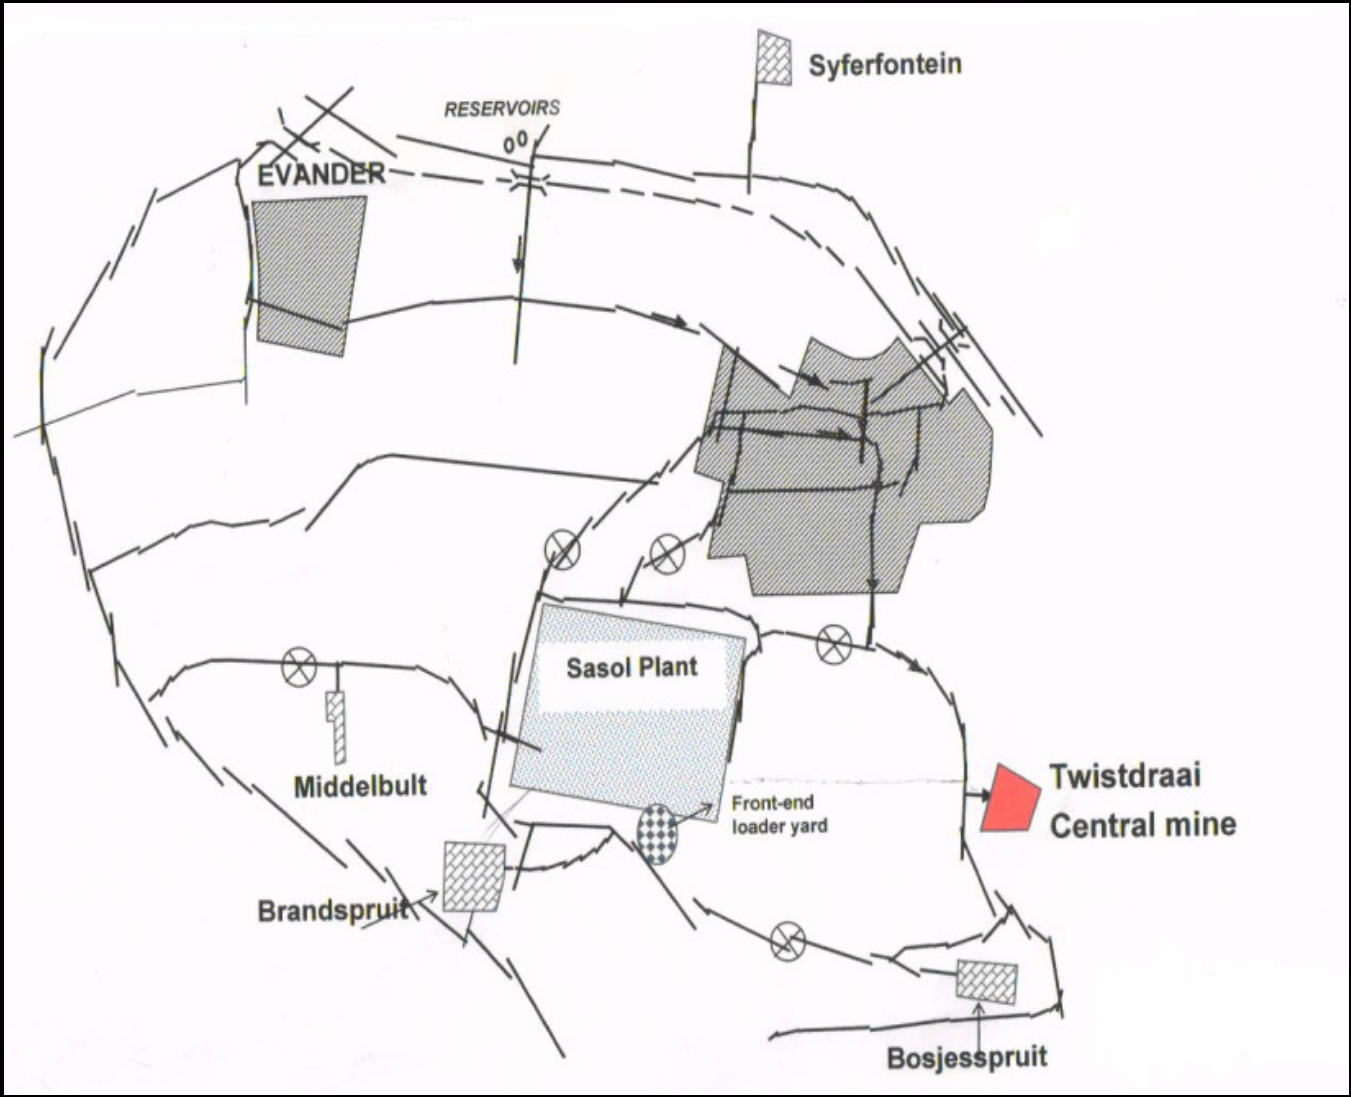 Syferfontein
RESERVOIRS
EVANDER
Sasol Plant
Middelbult
Front-end
loader yard
Twistdraai
Central mine
Brandspruit
Bosjesspruit